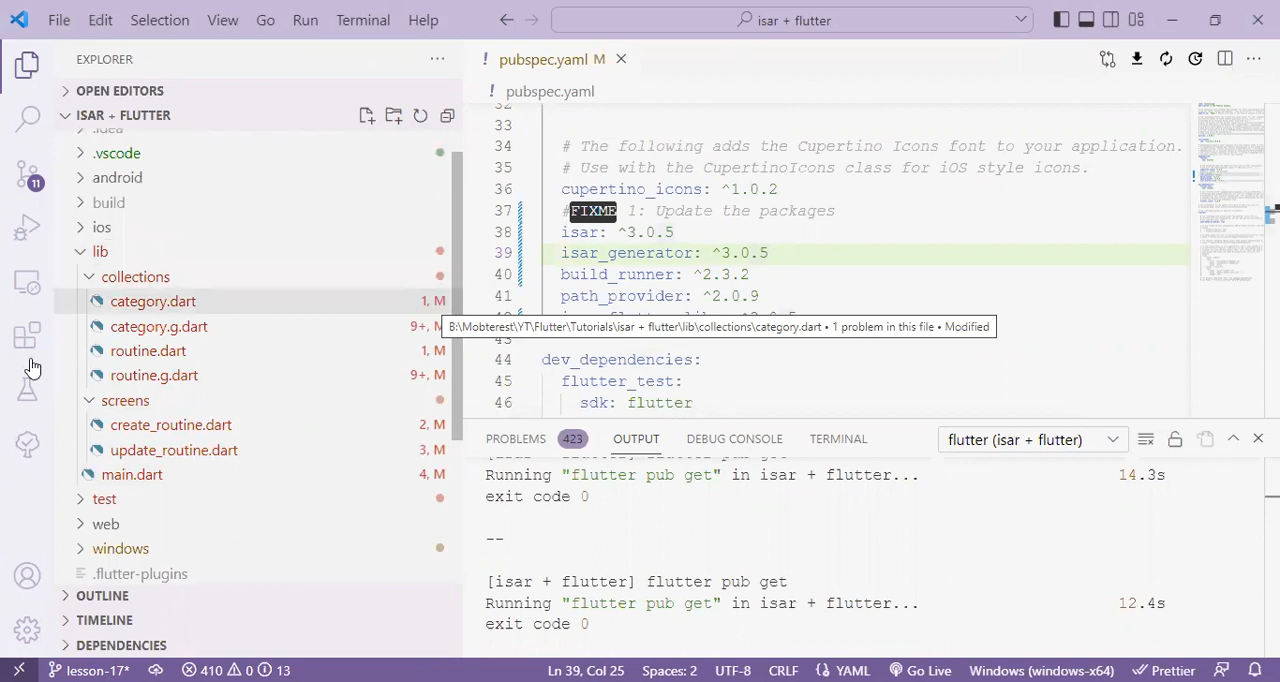 File Edit Selection View Go Run Terminal Help
isar + flutter
EXPLORER
OPEN EDITORS
ISAR + FLUTTER
.idea
.vscode
android
build
ios
lib
collections
category.dart 1, M
category.g.dart 9+, M
routine.dart 1, M
routine.g.dart 9+, M
screens
create_routine.dart 2, M
update_routine.dart 3, M
main.dart 4, M
test
web
windows
.flutter-plugins
OUTLINE
TIMELINE
DEPENDENCIES
11
! pubspec.yaml M
! pubspec.yaml
32
33
34 # The following adds the Cupertino Icons font to your application.
35 # Use with the CupertinoIcons class for iOS style icons.
36 cupertino_icons: ^1.0.2
37 #FIXME 1: Update the packages
38 isar: ^3.0.5
39 isar_generator: ^3.0.5
40 build_runner: ^2.3.2
41 path_provider: ^2.0.9
B:\Mobterest\YT\Flutter\Tutorials\isar + flutter\lib\collections\category.dart • 1 problem in this file • Modified
43
44 dev_dependencies:
45 flutter_test:
46 sdk: flutter
PROBLEMS 423 OUTPUT DEBUG CONSOLE TERMINAL flutter (isar + flutter)
[isar + flutter] flutter pub get
Running "flutter pub get" in isar + flutter... 14.3s
exit code 0
--
[isar + flutter] flutter pub get
Running "flutter pub get" in isar + flutter... 12.4s
exit code 0
lesson-17* 410 0 13 Ln 39, Col 25 Spaces: 2 UTF-8 CRLF YAML Go Live Windows (windows-x64) Prettier